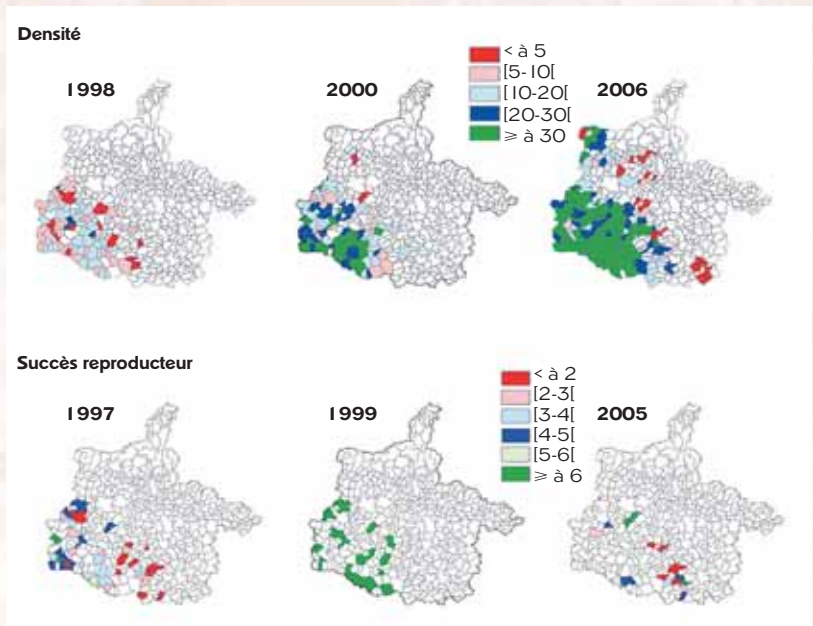 Densité
1998
2000
< à 5
[5-10[
[10-20[
[20-30[
≥ à 30
2006
Succès reproducteur
1997
1999
< à 2
[2-3[
[3-4[
[4-5[
[5-6[
≥ à 6
2005